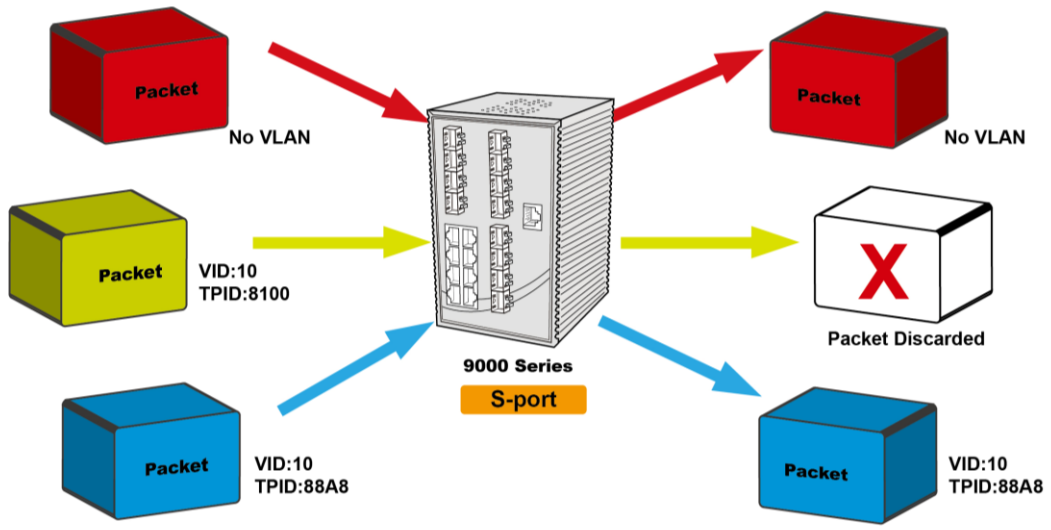 Packet
No VLAN
Packet
No VLAN
Packet
VID:10
TPID:8100
X
Packet Discarded
9000 Series
S-port
Packet
VID:10
TPID:88A8
Packet
VID:10
TPID:88A8